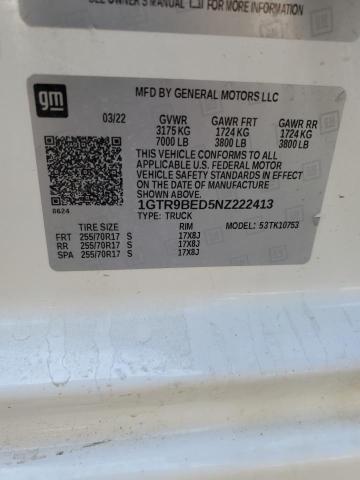 SEE OWNER'S MANUAL FOR MORE INFORMATION
gm
MFD BY GENERAL MOTORS LLC
03/22 GVWR GAWR FRT GAWR RR
3175 KG 1724 KG 1724 KG
7000 LB 3800 LB 3800 LB
THIS VEHICLE CONFORMS TO ALL
APPLICABLE U.S. FEDERAL MOTOR
VEHICLE SAFETY STANDARDS IN EFFECT ON
THE DATE OF MANUFACTURE SHOWN ABOVE.
8624
1GTR9BED5NZ222413
TYPE: TRUCK MODEL: 53TK10753
TIRE SIZE RIM
FRT 255/70R17 S 17X8J
RR 255/70R17 S 17X8J
SPA 255/70R17 S 17X8J